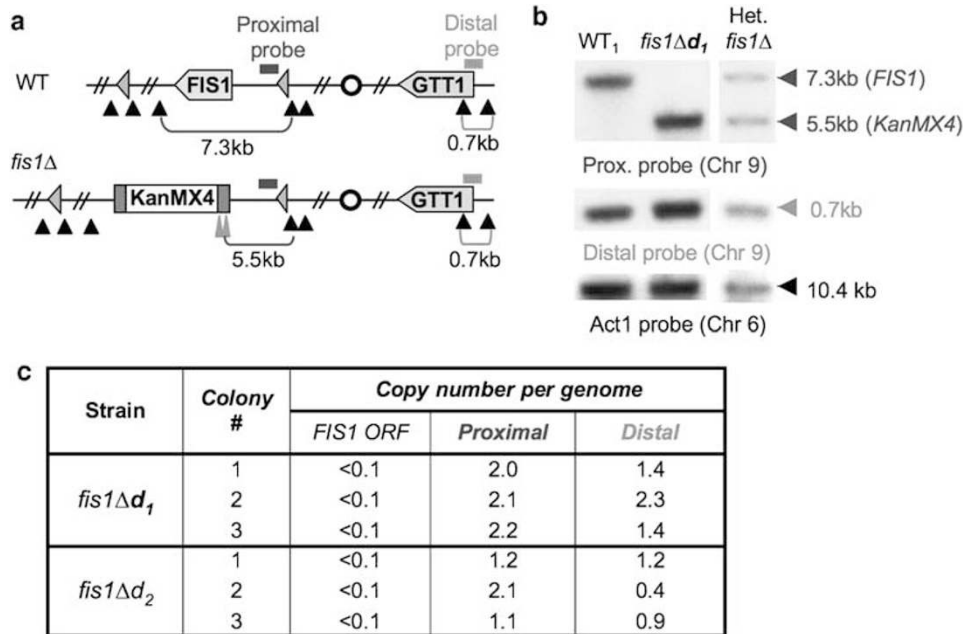 a
Proximal probe
Distal probe
WT
FIS1
GTT1
7.3kb
0.7kb
fis1Δ
KanMX4
GTT1
5.5kb
0.7kb
b
WT₁ fis1Δd₁ Het. fis1Δ
7.3kb (FIS1)
5.5kb (KanMX4)
Prox. probe (Chr 9)
0.7kb
Distal probe (Chr 9)
10.4 kb
Act1 probe (Chr 6)
c
Strain Colony # Copy number per genome
FIS1 ORF Proximal Distal
fis1Δd₁
1 <0.1 2.0 1.4
2 <0.1 2.1 2.3
3 <0.1 2.2 1.4
fis1Δd₂
1 <0.1 1.2 1.2
2 <0.1 2.1 0.4
3 <0.1 1.1 0.9